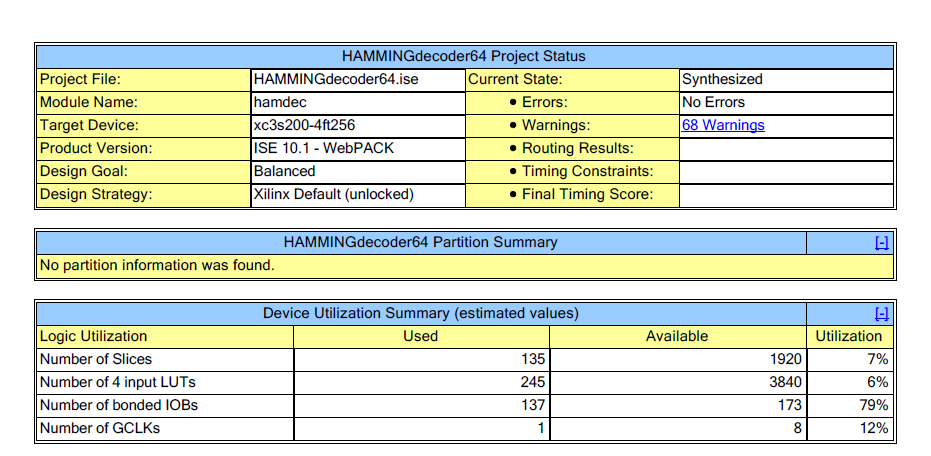 HAMMINGdecoder64 Project Status
Project File: HAMMINGdecoder64.ise Current State: Synthesized
Module Name: hamdec • Errors: No Errors
Target Device: xc3s200-4ft256 • Warnings: 68 Warnings
Product Version: ISE 10.1 - WebPACK • Routing Results:
Design Goal: Balanced • Timing Constraints:
Design Strategy: Xilinx Default (unlocked) • Final Timing Score:
HAMMINGdecoder64 Partition Summary [-]
No partition information was found.
Device Utilization Summary (estimated values) [-]
Logic Utilization Used Available Utilization
Number of Slices 135 1920 7%
Number of 4 input LUTs 245 3840 6%
Number of bonded IOBs 137 173 79%
Number of GCLKs 1 8 12%